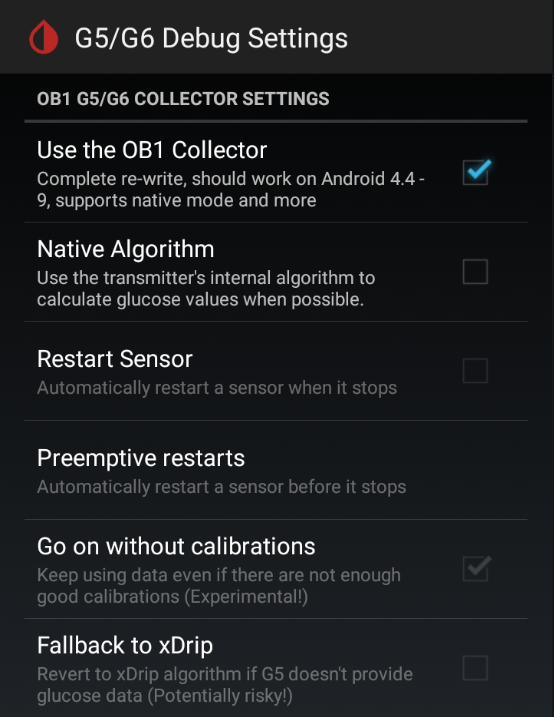 G5/G6 Debug Settings
OB1 G5/G6 COLLECTOR SETTINGS
Use the OB1 Collector
Complete re-write, should work on Android 4.4 -
9, supports native mode and more
Native Algorithm
Use the transmitter's internal algorithm to
calculate glucose values when possible.
Restart Sensor
Automatically restart a sensor when it stops
Preemptive restarts
Automatically restart a sensor before it stops
Go on without calibrations
Keep using data even if there are not enough
good calibrations (Experimental!)
Fallback to xDrip
Revert to xDrip algorithm if G5 doesn't provide
glucose data (Potentially risky!)